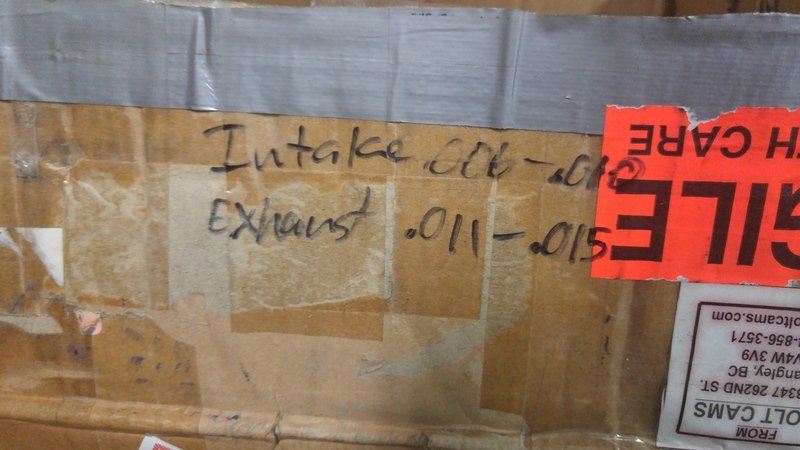 Intake .006-.010
Exhaust .011-.015
TH CARE
GILE
FROM
OLT CAMS
8347 262ND ST.
angley, BC
V4W 3V9
-856-3571
oltcams.com